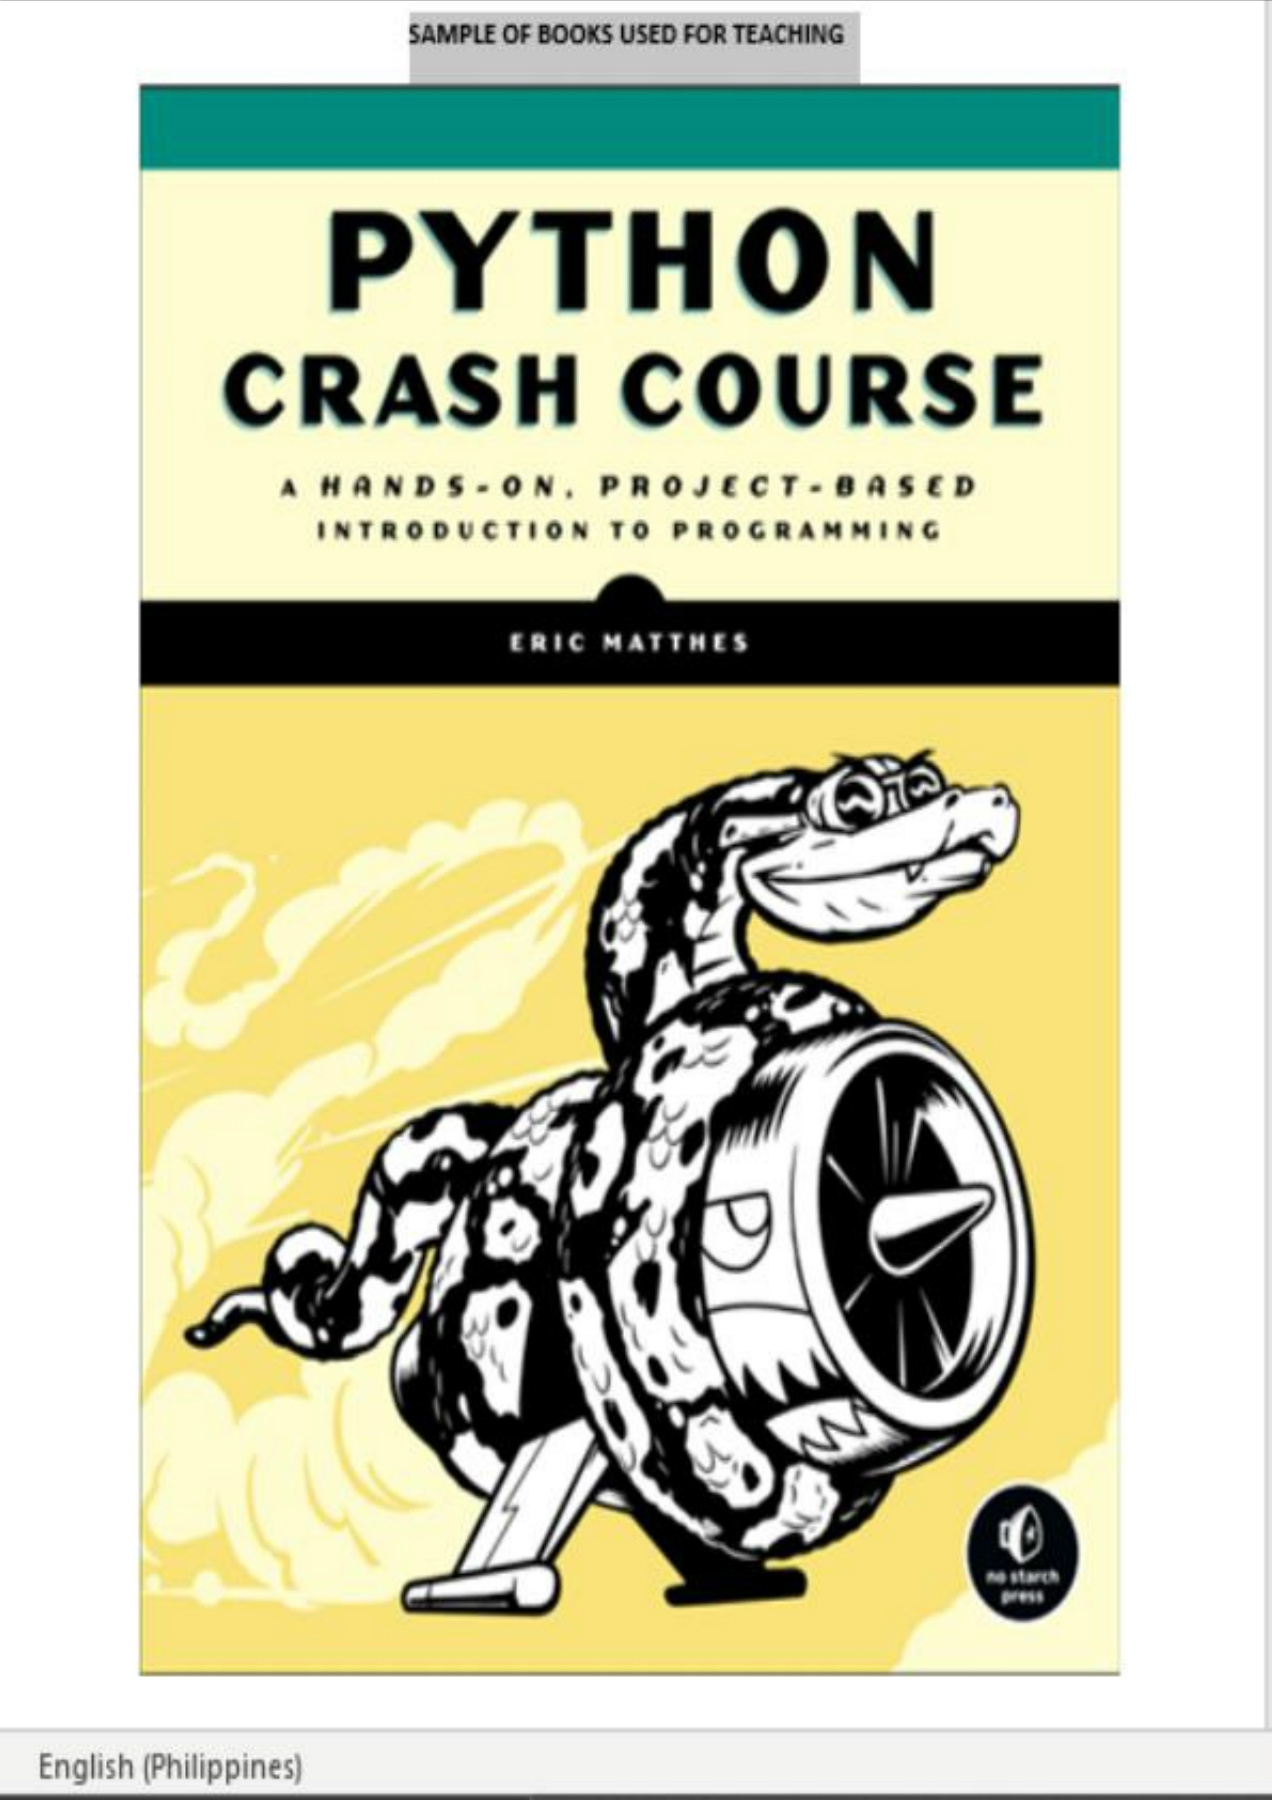 SAMPLE OF BOOKS USED FOR TEACHING
PYTHON
CRASH COURSE
A HANDS-ON, PROJECT-BASED
INTRODUCTION TO PROGRAMMING
ERIC MATTHES
no starch
press
English (Philippines)